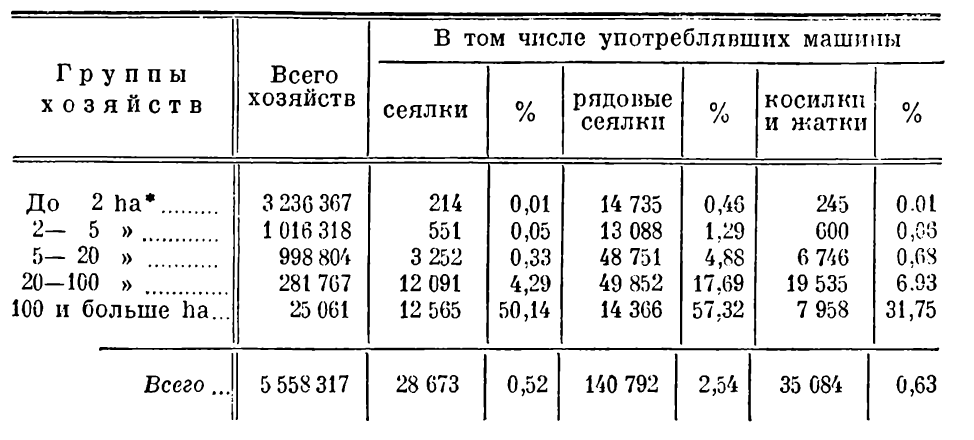 Группы хозяйств | Всего хозяйств | В том числе употреблявших машины
сеялки | % | рядовые сеялки | % | косилки и жатки | %
До 2 ha* ......... | 3 236 367 | 214 | 0,01 | 14 735 | 0,46 | 245 | 0.01
2— 5 » ............ | 1 016 318 | 551 | 0,05 | 13 088 | 1,29 | 600 | 0,06
5— 20 » ........... | 998 804 | 3 252 | 0,33 | 48 751 | 4,88 | 6 746 | 0,68
20—100 » ............ | 281 767 | 12 091 | 4,29 | 49 852 | 17,69 | 19 535 | 6.93
100 и больше ha... | 25 061 | 12 565 | 50,14 | 14 366 | 57,32 | 7 958 | 31,75
Всего ... | 5 558 317 | 28 673 | 0,52 | 140 792 | 2,54 | 35 084 | 0,63